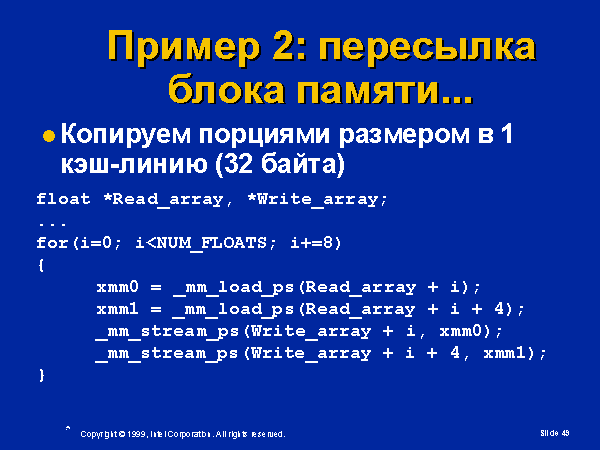 Пример 2: пересылка
блока памяти...
Копируем порциями размером в 1
кэш-линию (32 байта)
float *Read_array, *Write_array;
...
for(i=0; i<NUM_FLOATS; i+=8)
{
xmm0 = _mm_load_ps(Read_array + i);
xmm1 = _mm_load_ps(Read_array + i + 4);
_mm_stream_ps(Write_array + i, xmm0);
_mm_stream_ps(Write_array + i + 4, xmm1);
}
* Copyright © 1999, Intel Corporation. All rights reserved.
Slide 49